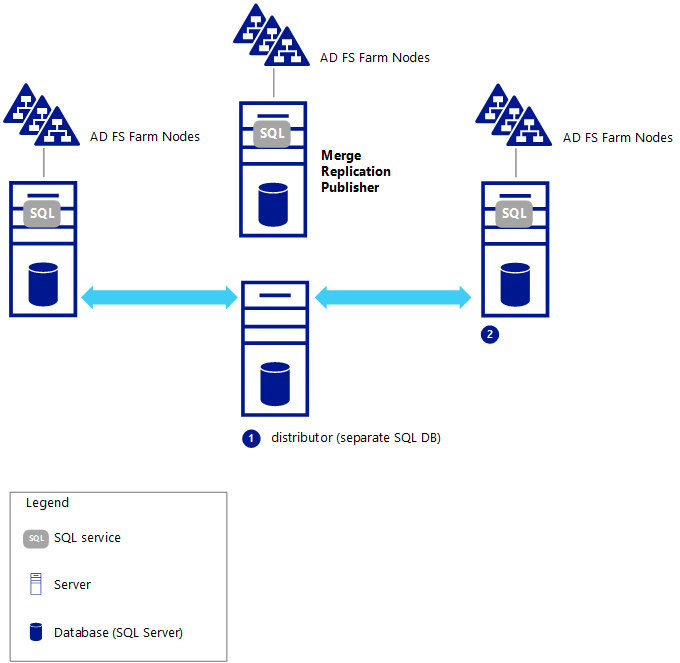 AD FS Farm Nodes
AD FS Farm Nodes
AD FS Farm Nodes
SQL
Merge
Replication
Publisher
SQL
SQL
2
1 distributor (separate SQL DB)
Legend
SQL SQL service
Server
Database (SQL Server)